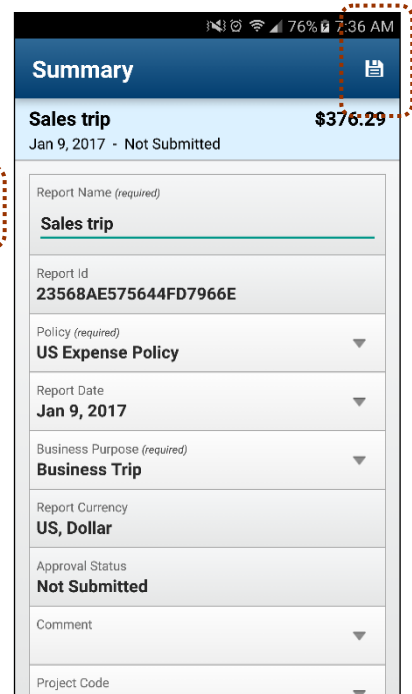 76% 7:36 AM
Summary
Sales trip $376.29
Jan 9, 2017 - Not Submitted
Report Name (required)
Sales trip
Report Id
23568AE575644FD7966E
Policy (required)
US Expense Policy
Report Date
Jan 9, 2017
Business Purpose (required)
Business Trip
Report Currency
US, Dollar
Approval Status
Not Submitted
Comment
Project Code